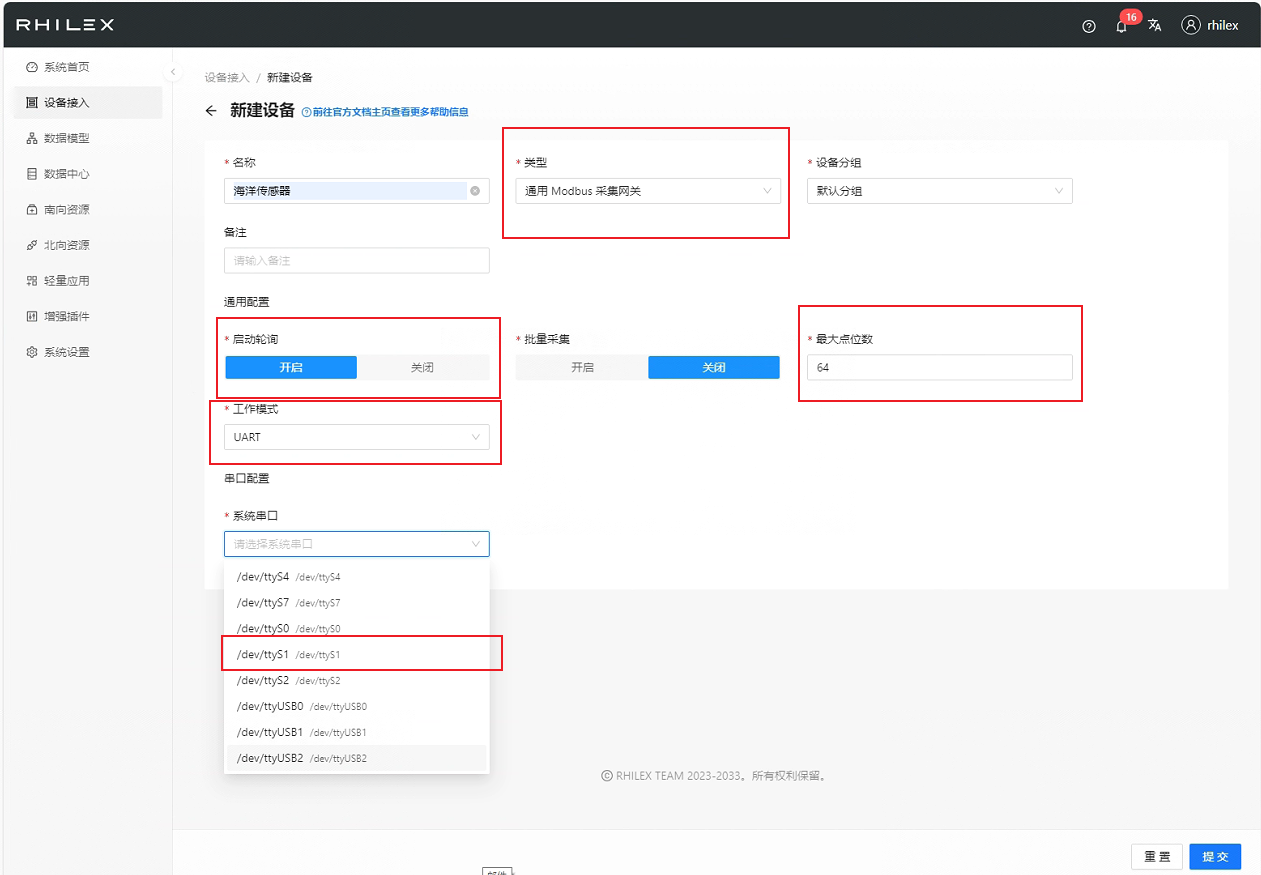 RHILEX
16
rhilex
系统首页
设备接入
数据模型
数据中心
南向资源
北向资源
轻量应用
增强插件
系统设置
设备接入 / 新建设备
新建设备 前往官方文档主页查看更多帮助信息
* 名称
海洋传感器
* 类型
通用 Modbus 采集网关
* 设备分组
默认分组
备注
请输入备注
通用配置
* 启动轮询
开启 关闭
* 批量采集
开启 关闭
* 最大点位数
64
* 工作模式
UART
串口配置
* 系统串口
请选择系统串口
/dev/ttyS4 /dev/ttyS4
/dev/ttyS7 /dev/ttyS7
/dev/ttyS0 /dev/ttyS0
/dev/ttyS1 /dev/ttyS1
/dev/ttyS2 /dev/ttyS2
/dev/ttyUSB0 /dev/ttyUSB0
/dev/ttyUSB1 /dev/ttyUSB1
/dev/ttyUSB2 /dev/ttyUSB2
© RHILEX TEAM 2023-2033。所有权利保留。
重置 提交